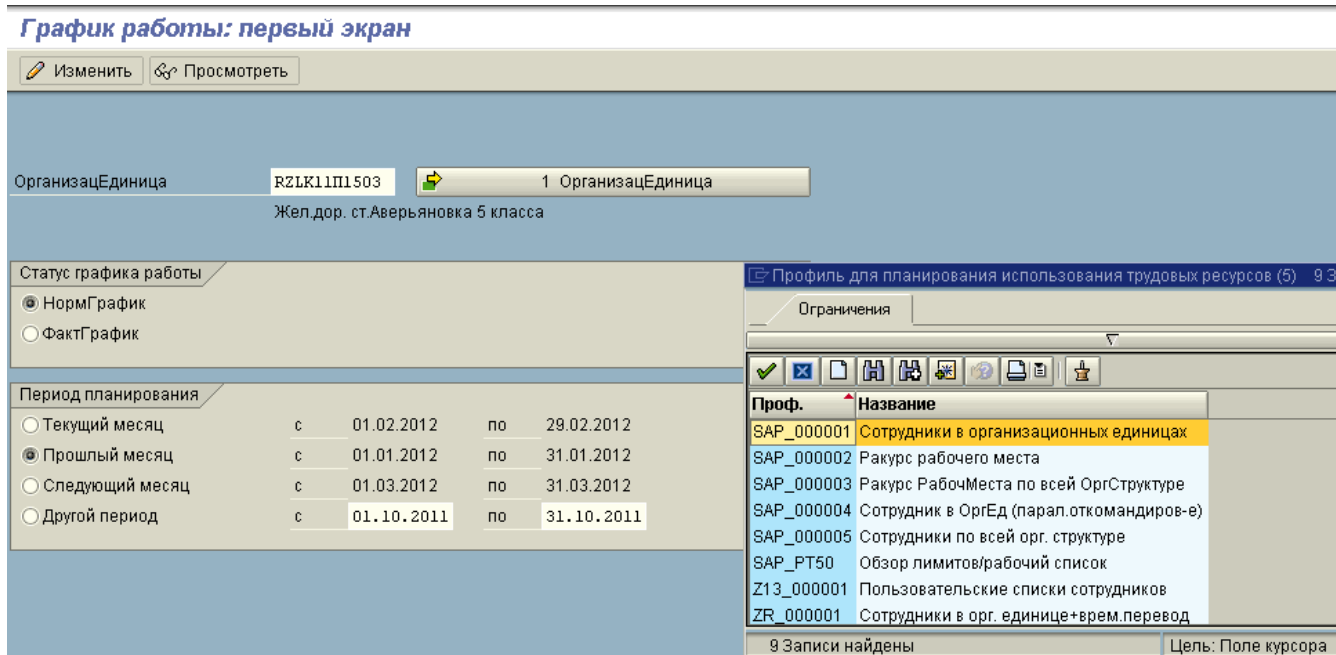 График работы: первый экран
Изменить Просмотреть
ОрганизацЕдиница RZLK11П1503 1 ОрганизацЕдиница
Жел.дор. ст.Аверьяновка 5 класса
Статус графика работы
НормГрафик
ФактГрафик
Период планирования
Текущий месяц с 01.02.2012 по 29.02.2012
Прошлый месяц с 01.01.2012 по 31.01.2012
Следующий месяц с 01.03.2012 по 31.03.2012
Другой период с 01.10.2011 по 31.10.2011
Профиль для планирования использования трудовых ресурсов (5) 9 З
Ограничения
Проф. Название
SAP_000001 Сотрудники в организационных единицах
SAP_000002 Ракурс рабочего места
SAP_000003 Ракурс РабочМеста по всей ОргСтруктуре
SAP_000004 Сотрудник в ОргЕд (парал.откомандиров-е)
SAP_000005 Сотрудники по всей орг. структуре
SAP_PT50 Обзор лимитов/рабочий список
Z13_000001 Пользовательские списки сотрудников
ZR_000001 Сотрудники в орг. единице+врем.перевод
9 Записи найдены Цель: Поле курсора